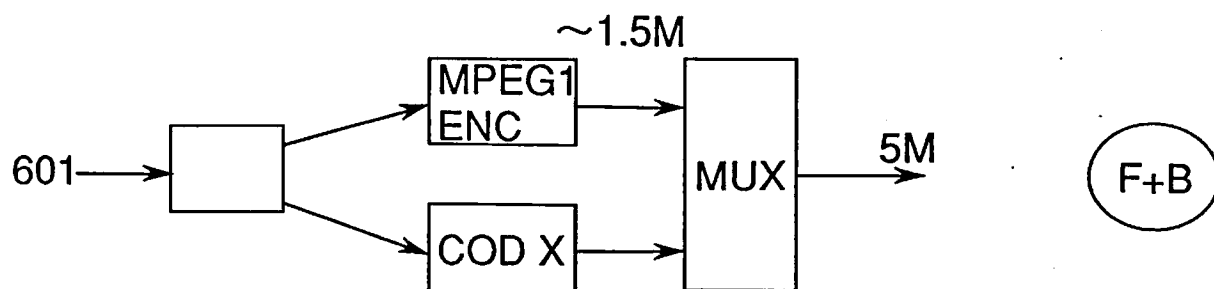 ~1.5M
MPEG1
ENC
601
MUX
5M
F+B
COD X